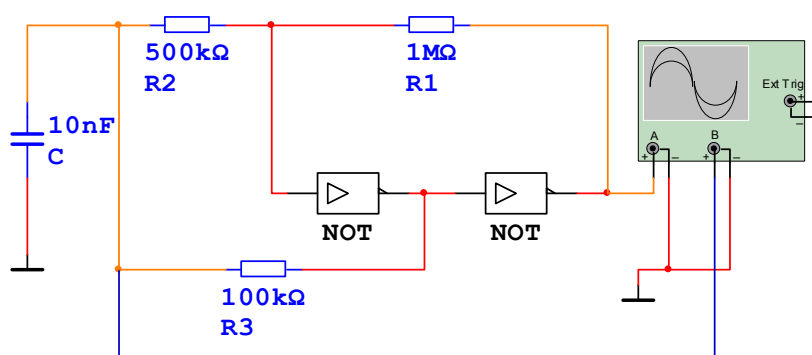 500kΩ
R2
1MΩ
R1
10nF
C
Ext Trig
+
−
A
B
+ −
+ −
NOT
NOT
100kΩ
R3